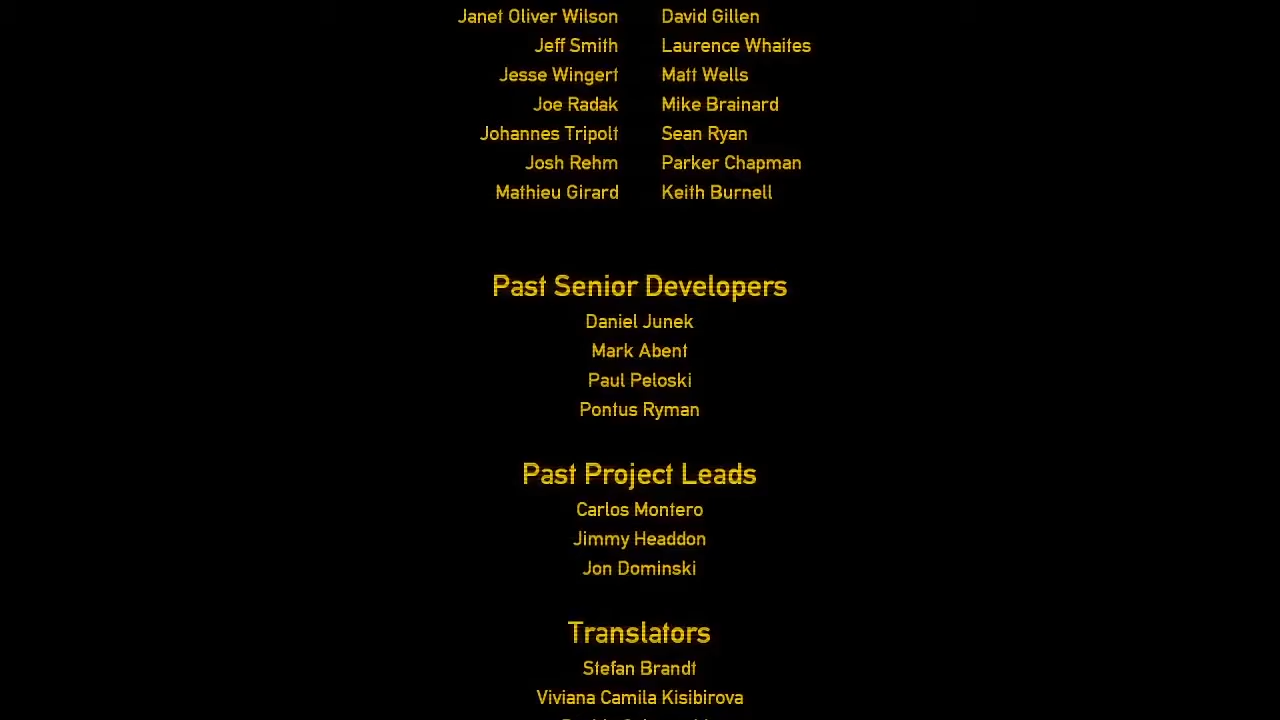 Janet Oliver Wilson David Gillen
Jeff Smith Laurence Whaites
Jesse Wingert Matt Wells
Joe Radak Mike Brainard
Johannes Tripolt Sean Ryan
Josh Rehm Parker Chapman
Mathieu Girard Keith Burnell
Past Senior Developers
Daniel Junek
Mark Abent
Paul Peloski
Pontus Ryman
Past Project Leads
Carlos Montero
Jimmy Headdon
Jon Dominski
Translators
Stefan Brandt
Viviana Camila Kisibirova